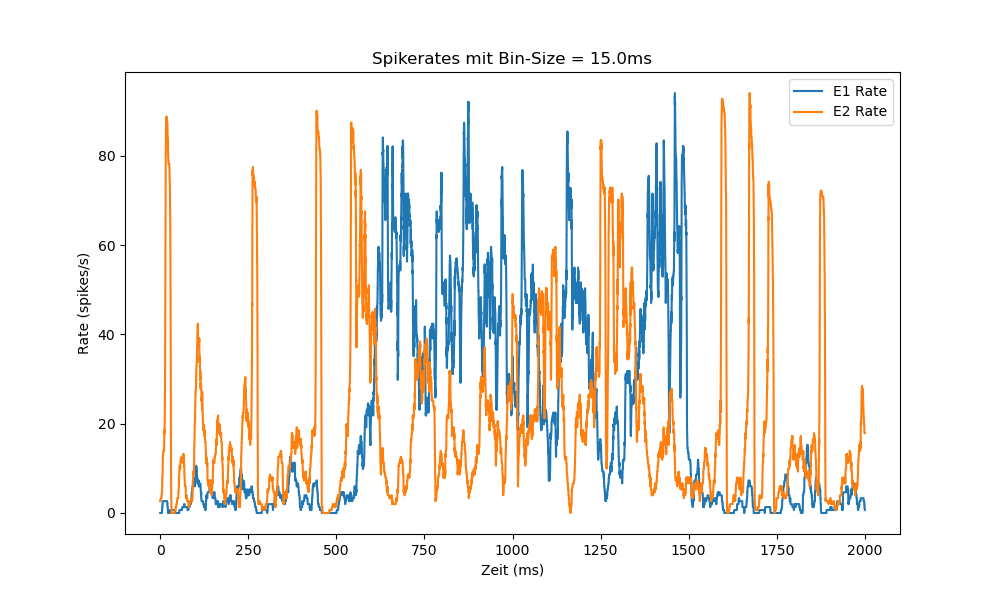 Spikerates mit Bin-Size = 15.0ms
E1 Rate
E2 Rate
Rate (spikes/s)
80
60
40
20
0
0 250 500 750 1000 1250 1500 1750 2000
Zeit (ms)